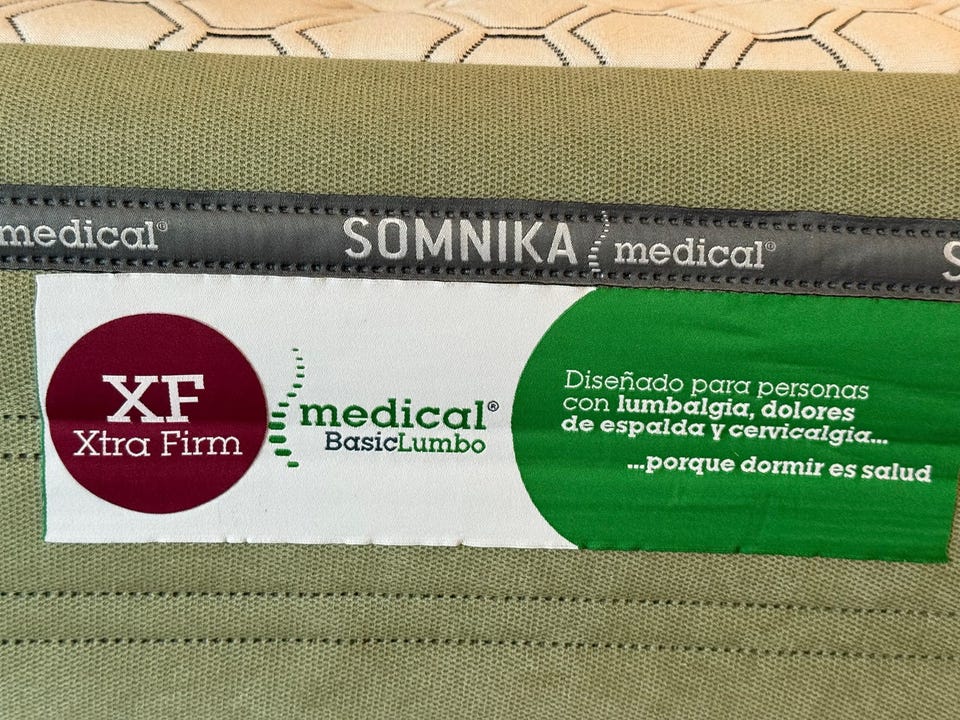 medical®
SOMNIKA medical®
S
XF
Xtra Firm
medical®
BasicLumbo
Diseñado para personas
con lumbalgia, dolores
de espalda y cervicalgia...
...porque dormir es salud